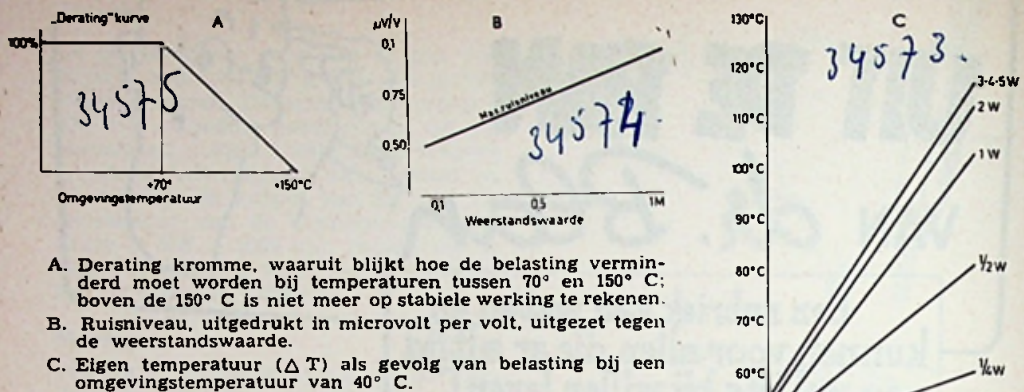 „Derating" kurve
A
100%
34575
+70°
+150°C
Omgevingstemperatuur
B
μV/V
0,1
0,75
0,50
Max ruisniveau
34574.
0,1
0,5
1M
Weerstandswaarde
C
130°C
34573.
120°C
3-4-5W
2 W
110°C
1 W
100°C
90°C
80°C
½W
70°C
60°C
¼W
A. Derating kromme, waaruit blijkt hoe de belasting vermin-
derd moet worden bij temperaturen tussen 70° en 150° C;
boven de 150° C is niet meer op stabiele werking te rekenen.
B. Ruisniveau, uitgedrukt in microvolt per volt, uitgezet tegen
de weerstandswaarde.
C. Eigen temperatuur (△ T) als gevolg van belasting bij een
omgevingstemperatuur van 40° C.